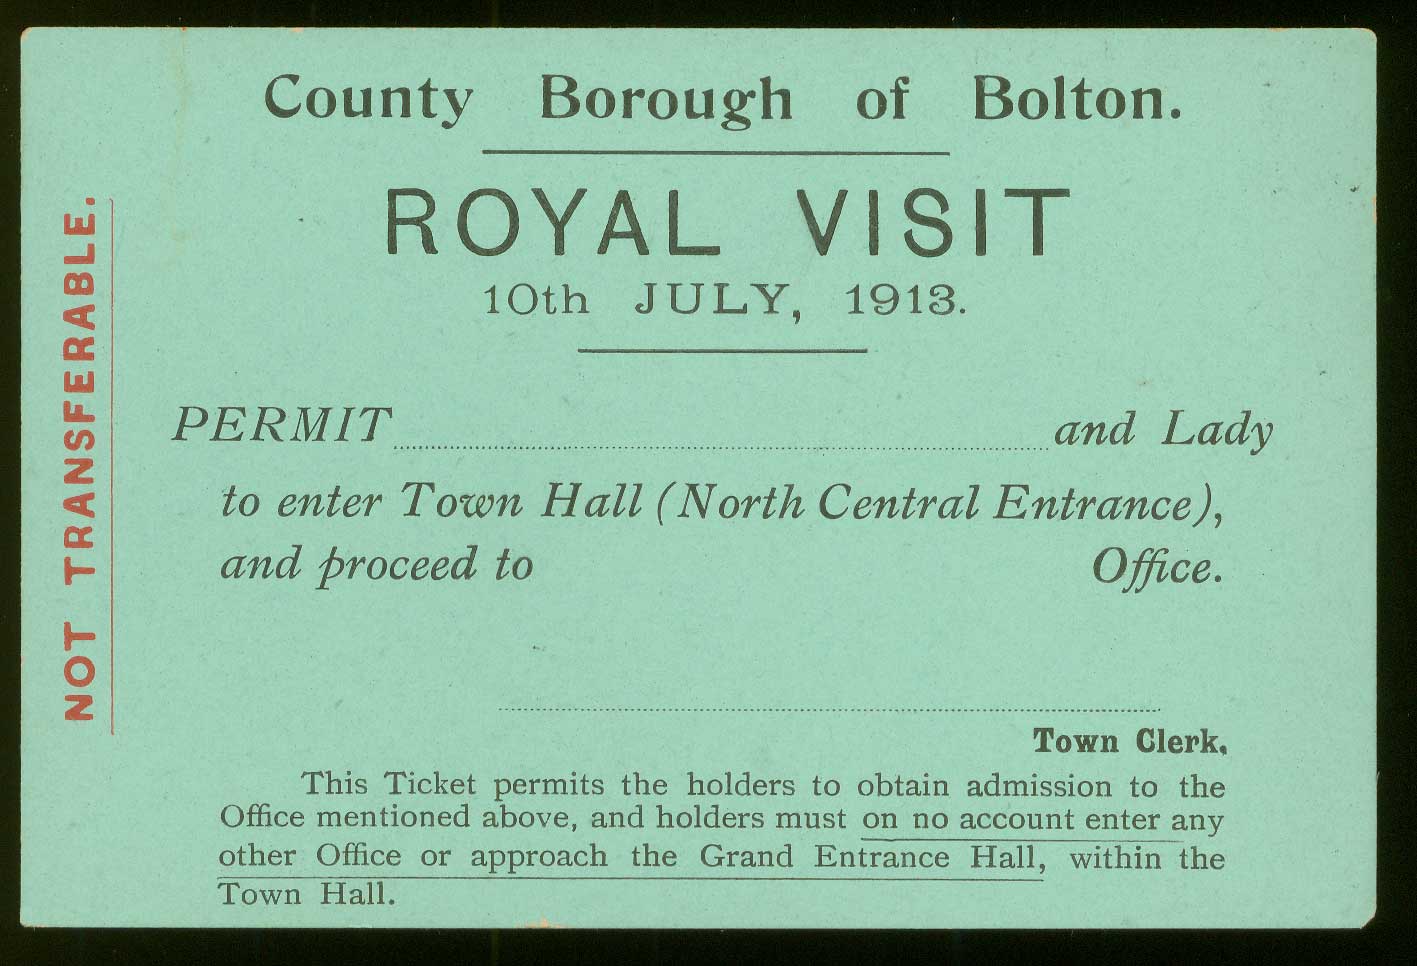 County Borough of Bolton.
ROYAL VISIT
10th JULY, 1913.
NOT TRANSFERABLE.
PERMIT and Lady
to enter Town Hall (North Central Entrance),
and proceed to Office.
Town Clerk.
This Ticket permits the holders to obtain admission to the
Office mentioned above, and holders must on no account enter any
other Office or approach the Grand Entrance Hall, within the
Town Hall.